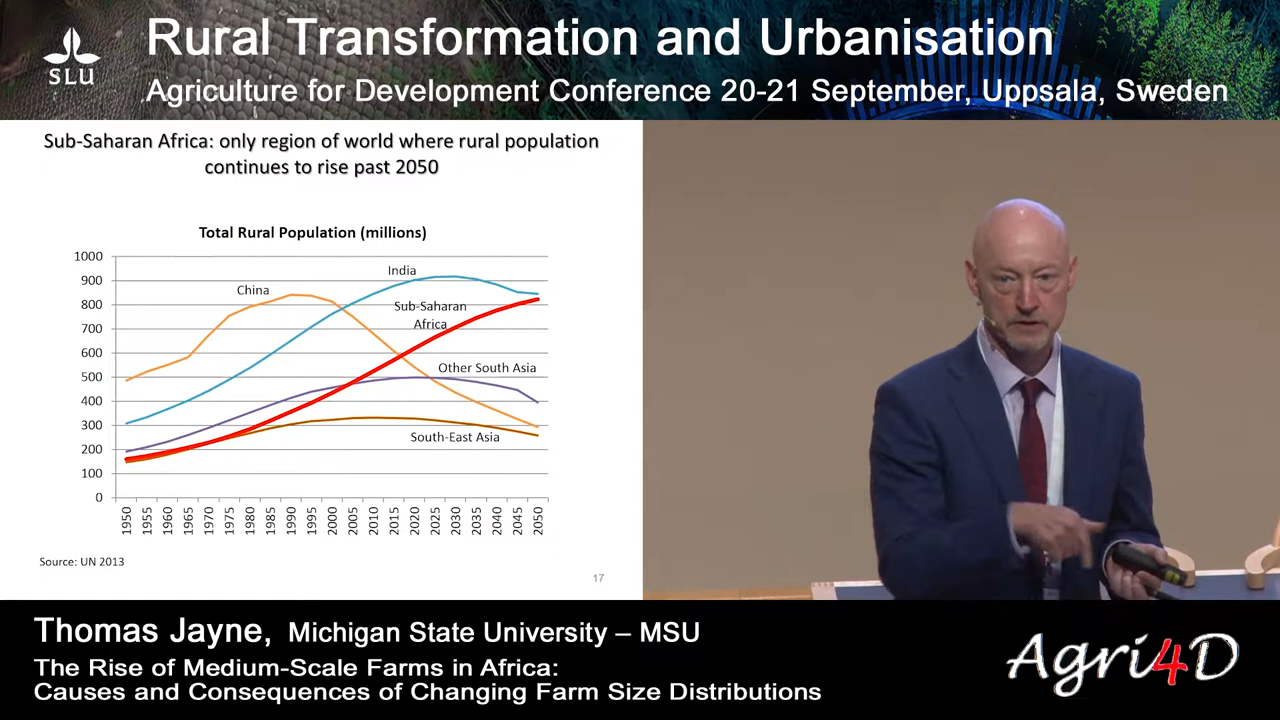 SLU
Rural Transformation and Urbanisation
Agriculture for Development Conference 20-21 September, Uppsala, Sweden
Sub-Saharan Africa: only region of world where rural population
continues to rise past 2050
Total Rural Population (millions)
1000
900
800
700
600
500
400
300
200
100
0
China
India
Sub-Saharan
Africa
Other South Asia
South-East Asia
1950 1955 1960 1965 1970 1975 1980 1985 1990 1995 2000 2005 2010 2015 2020 2025 2030 2035 2040 2045 2050
Source: UN 2013
17
Thomas Jayne, Michigan State University – MSU
The Rise of Medium-Scale Farms in Africa:
Causes and Consequences of Changing Farm Size Distributions
Agri4D